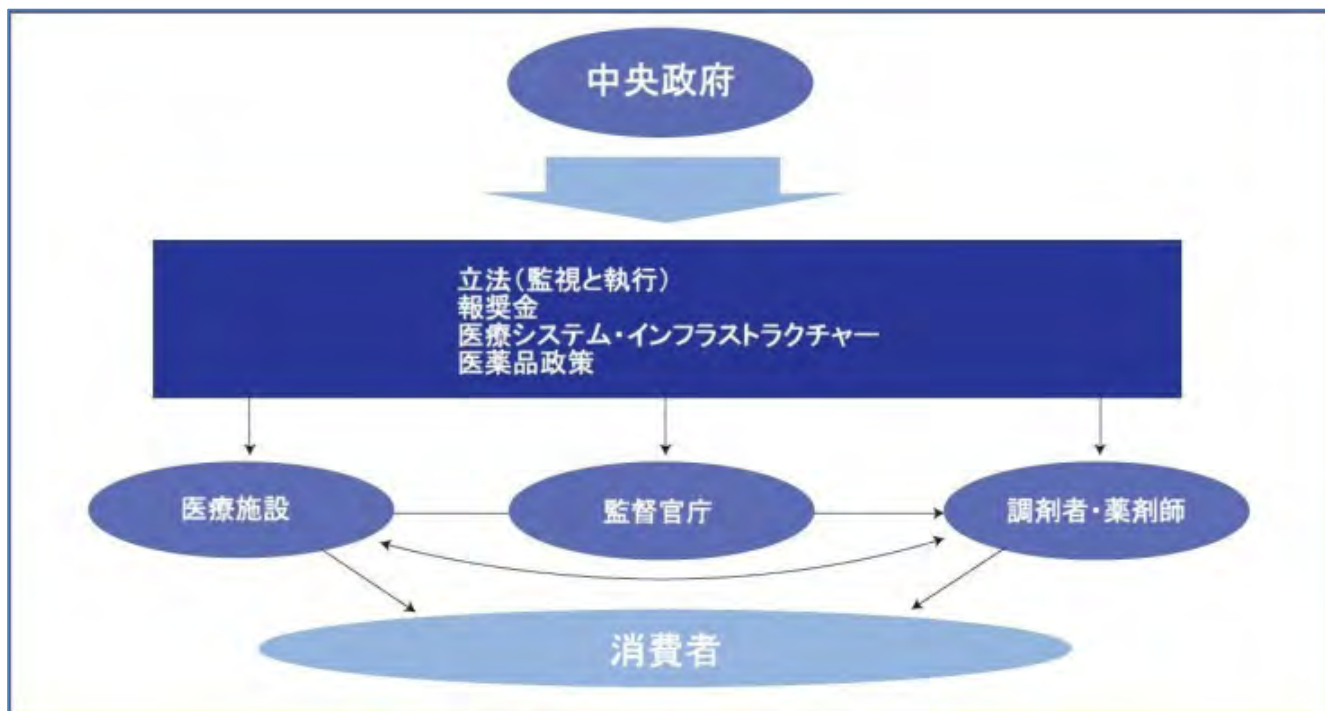 中央政府
立法(監視と執行)
報奨金
医療システム・インフラストラクチャー
医薬品政策
医療施設
監督官庁
調剤者・薬剤師
消費者